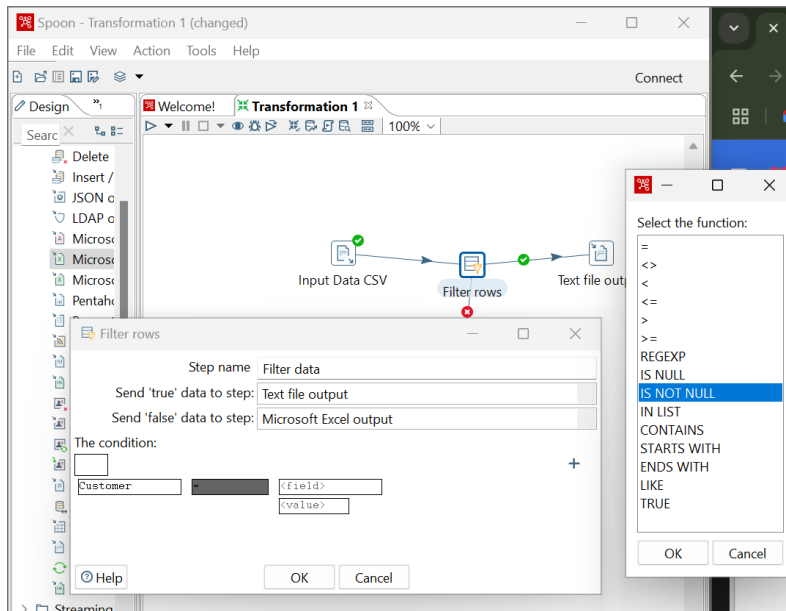 Spoon - Transformation 1 (changed)
File Edit View Action Tools Help
Connect
Design
Welcome!
Transformation 1
Searc
100%
Delete
Insert /
JSON o
LDAP o
Microso
Microso
Microso
Pentaho
Streaming
Input Data CSV
Filter rows
Text file outp
Filter rows
Step name Filter data
Send 'true' data to step: Text file output
Send 'false' data to step: Microsoft Excel output
The condition:
+
Customer = <field>
<value>
Help
OK
Cancel
Select the function:
=
<>
<
<=
>
>=
REGEXP
IS NULL
IS NOT NULL
IN LIST
CONTAINS
STARTS WITH
ENDS WITH
LIKE
TRUE
OK
Cancel